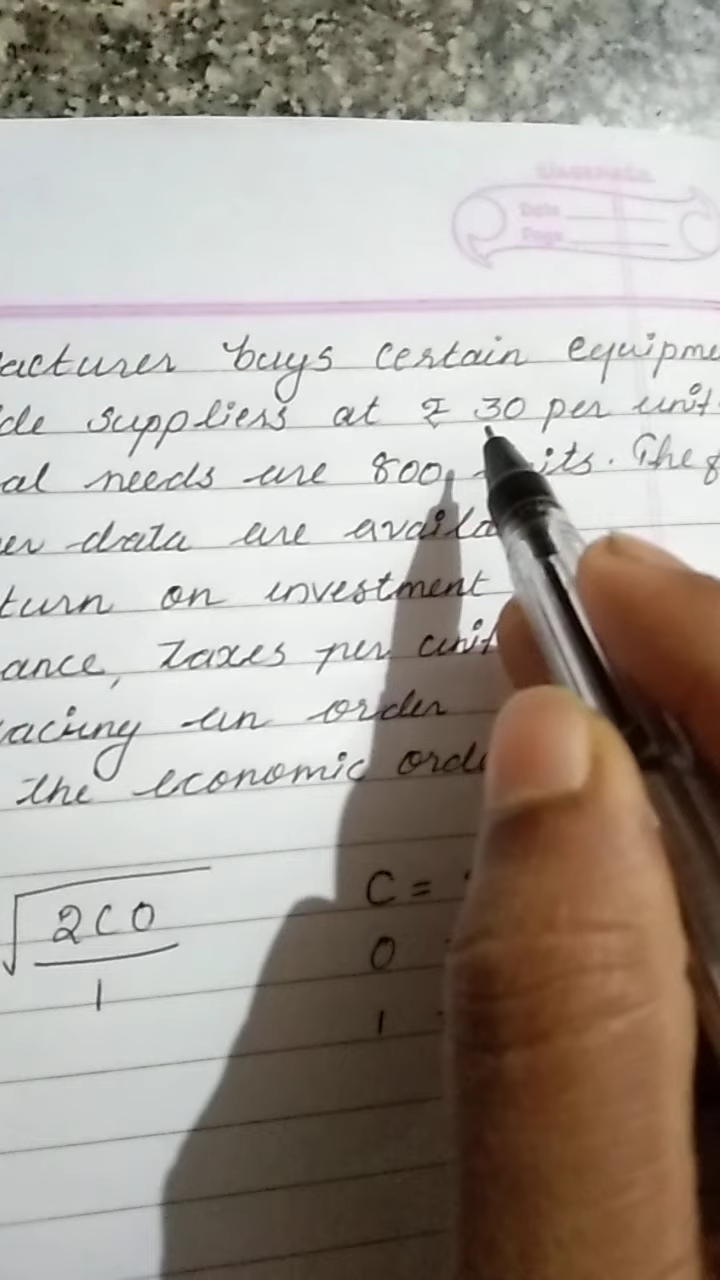 Classmate
Date
Page
acturer buys certain equipme
de suppliers at ₹ 30 per unit.
al needs are 800 its. The f
er data are availa
turn on investment
ance, Taxes per unit
acing an order
the economic orde
√2CO C =
O
I I